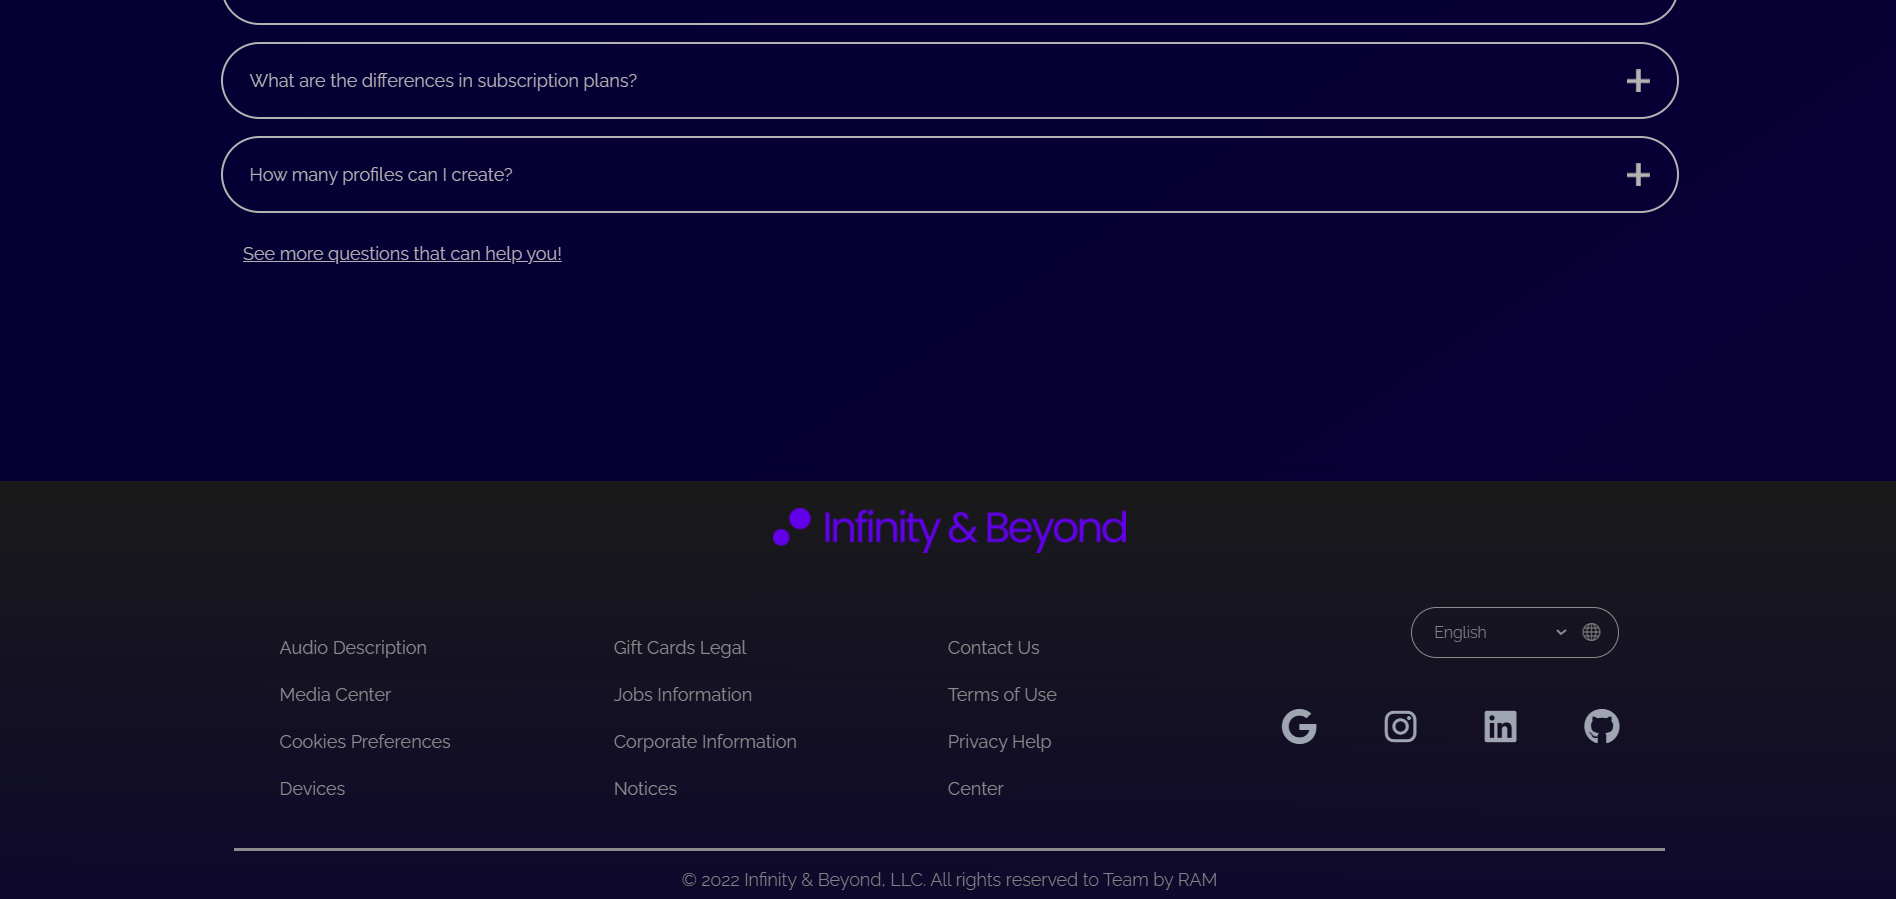 What are the differences in subscription plans?
How many profiles can I create?
See more questions that can help you!
Infinity & Beyond
English
Audio Description
Gift Cards Legal
Contact Us
Media Center
Jobs Information
Terms of Use
Cookies Preferences
Corporate Information
Privacy Help
Devices
Notices
Center
© 2022 Infinity & Beyond, LLC. All rights reserved to Team by RAM